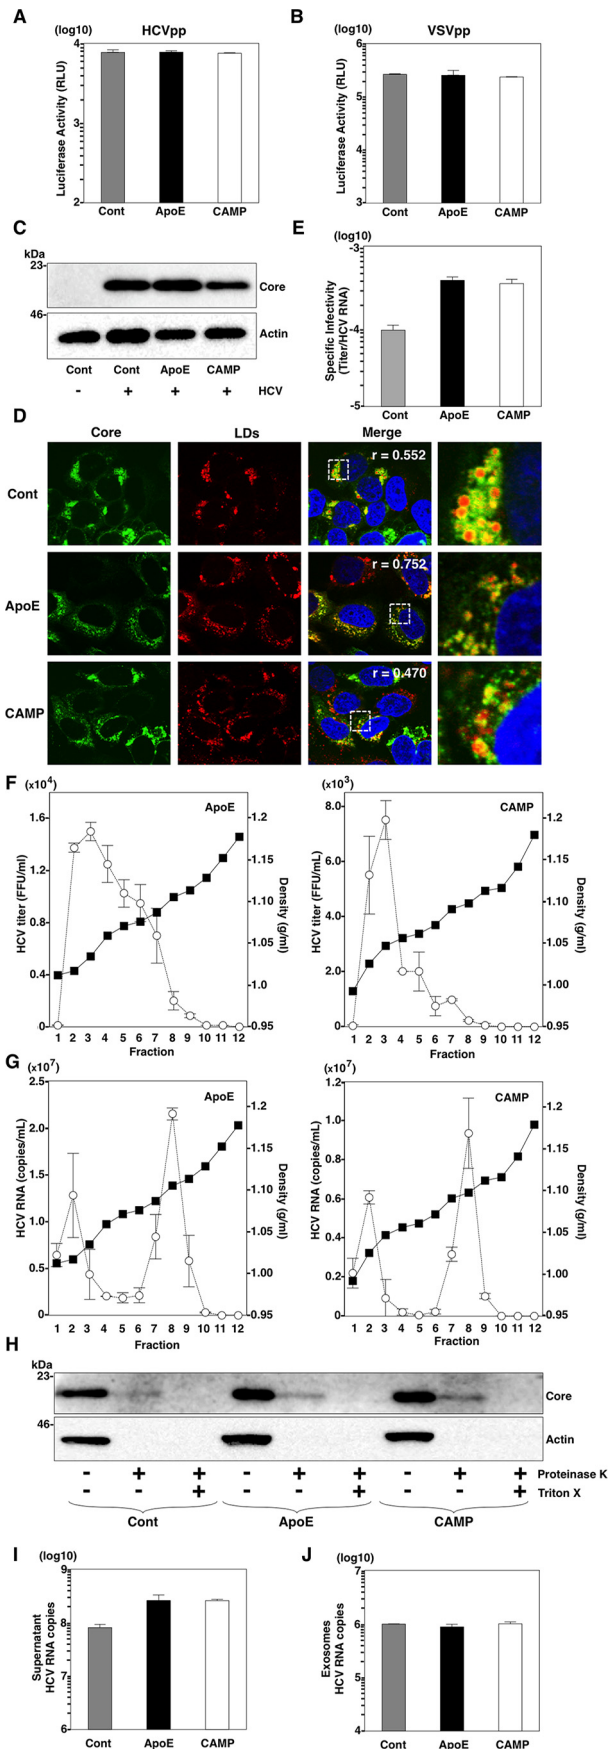 A
B
(log10)
HCVpp
(log10)
VSVpp
Luciferase Activity (RLU)
4
3
2
Cont
ApoE
CAMP
Luciferase Activity (RLU)
6
5
4
3
Cont
ApoE
CAMP
C
kDa
23-
46-
Core
Actin
Cont
Cont
ApoE
CAMP
- + + + HCV
E
(log10)
Specific Infectivity
(Titer/HCV RNA)
-3
-4
-5
Cont
ApoE
CAMP
D
Core
LDs
Merge
Cont
r = 0.552
ApoE
r = 0.752
CAMP
r = 0.470
F
(x10⁴)
ApoE
HCV titer (FFU/ml)
1.6
1.2
0.8
0.4
0
1.2
1.15
1.10
1.05
1.0
0.95
Density (g/ml)
1 2 3 4 5 6 7 8 9 10 11 12
Fraction
(x10³)
CAMP
HCV titer (FFU/mL)
8.0
6.0
4.0
2.0
0
1.2
1.15
1.10
1.05
1.00
0.95
Density (g/ml)
1 2 3 4 5 6 7 8 9 10 11 12
Fraction
G
(x10⁷)
ApoE
HCV RNA (copies/mL)
2.5
2.0
1.5
1.0
0.5
0
1.2
1.15
1.10
1.05
1.00
0.95
Density (g/ml)
1 2 3 4 5 6 7 8 9 10 11 12
Fraction
(x10⁷)
CAMP
HCV RNA (copies/mL)
1.2
1.0
0.8
0.6
0.4
0.2
0
1.2
1.15
1.10
1.05
1.00
0.95
Density (g/ml)
1 2 3 4 5 6 7 8 9 10 11 12
Fraction
H
kDa
23-
46-
Core
Actin
- + + - + + - + + Proteinase K
- - + - - + - - + Triton X
Cont
ApoE
CAMP
I
(log10)
Supernatant
HCV RNA copies
9
8
7
6
Cont
ApoE
CAMP
J
(log10)
Exosomes
HCV RNA copies
7
6
5
4
Cont
ApoE
CAMP